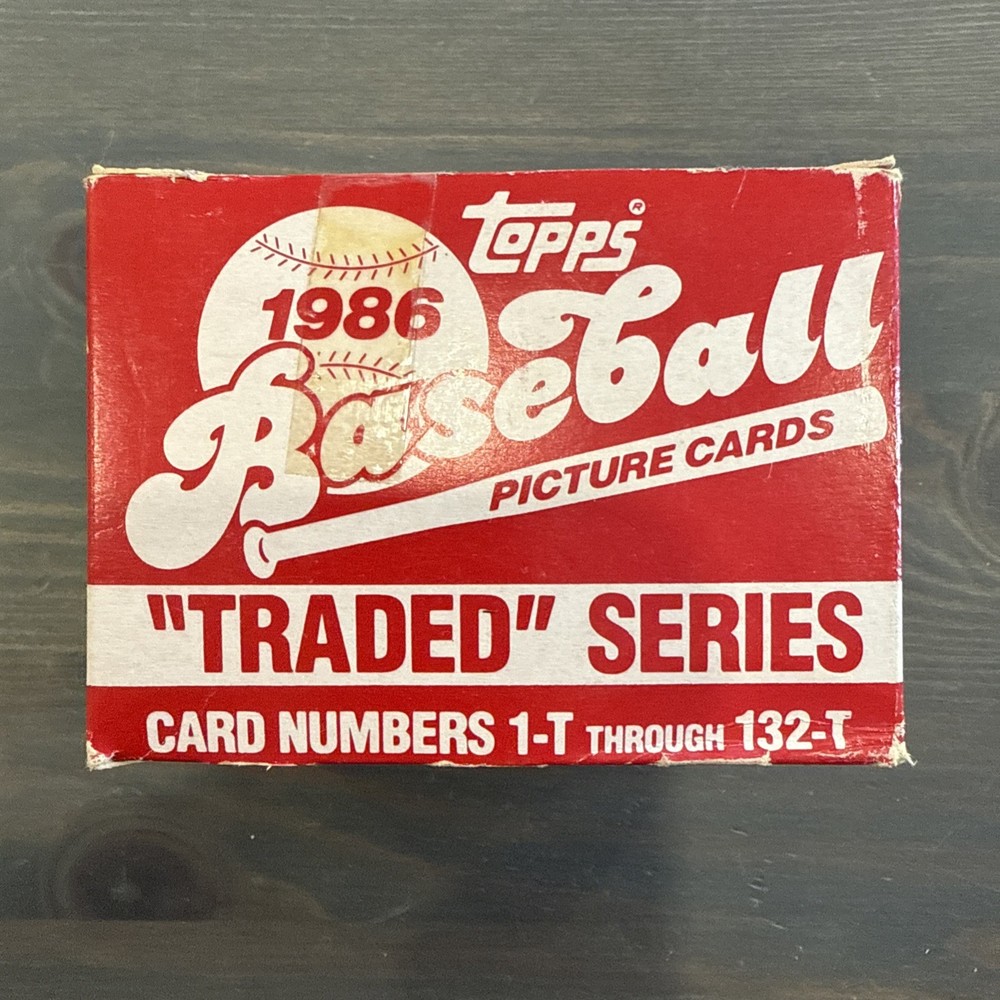 TOPPS®
1986
Baseball
PICTURE CARDS
"TRADED" SERIES
CARD NUMBERS 1-T THROUGH 132-T